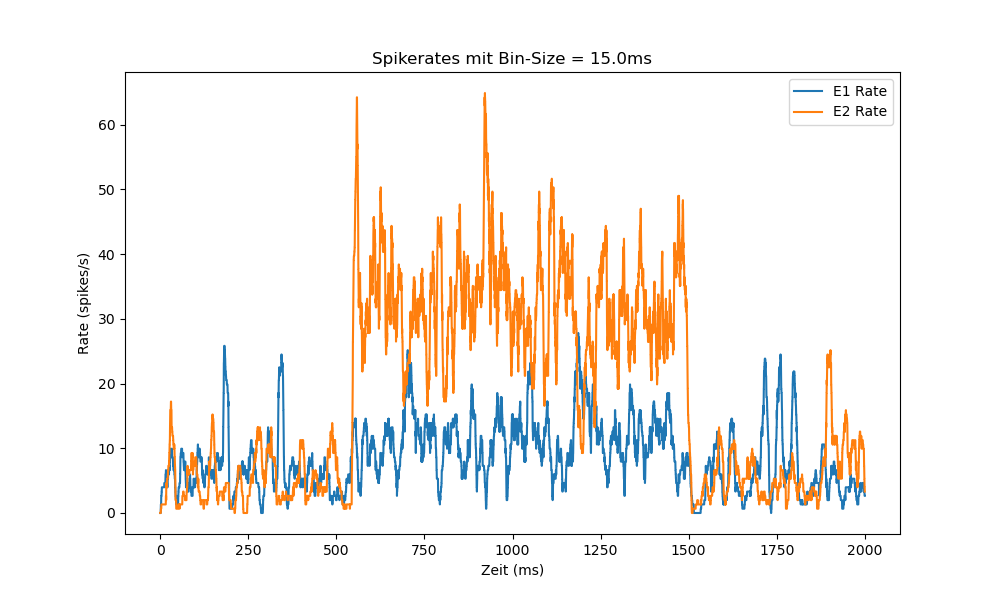 Spikerates mit Bin-Size = 15.0ms
E1 Rate
E2 Rate
60
50
40
30
20
10
0
Rate (spikes/s)
0 250 500 750 1000 1250 1500 1750 2000
Zeit (ms)